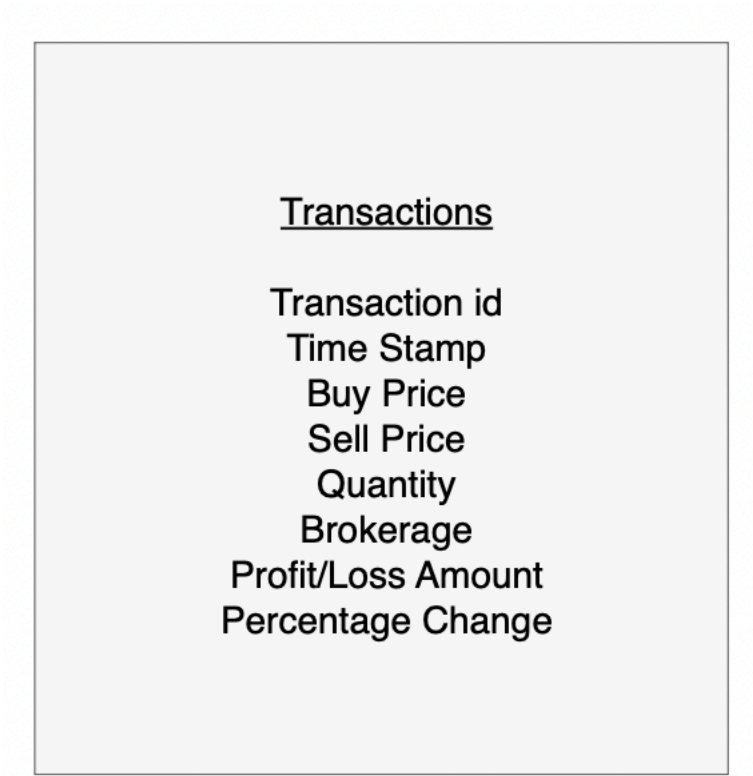 Transactions
Transaction id
Time Stamp
Buy Price
Sell Price
Quantity
Brokerage
Profit/Loss Amount
Percentage Change